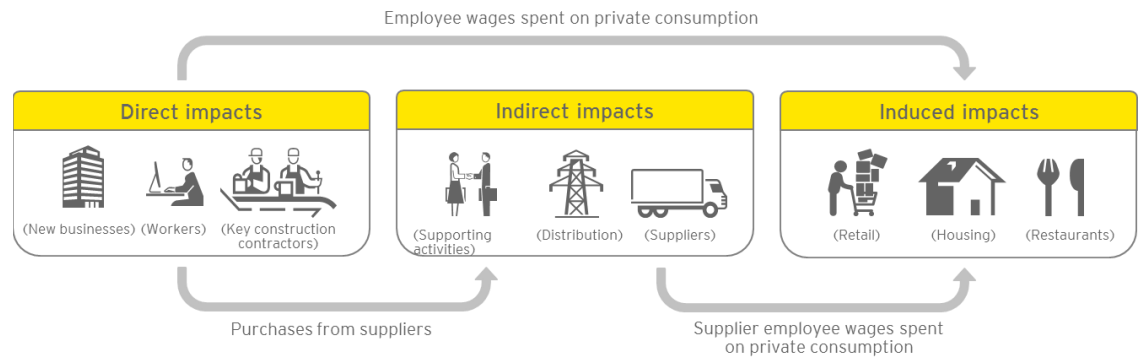 Employee wages spent on private consumption
Direct impacts
(New businesses)
(Workers)
(Key construction
contractors)
Indirect impacts
(Supporting
activities)
(Distribution)
(Suppliers)
Induced impacts
(Retail)
(Housing)
(Restaurants)
Purchases from suppliers
Supplier employee wages spent
on private consumption